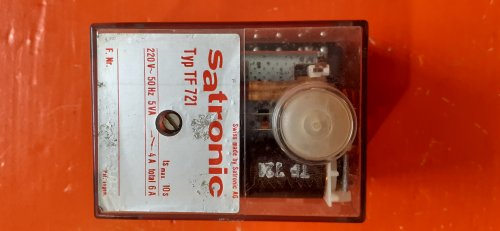 Satronic
Typ TF 721
220 V ~ 50 Hz 5 VA
4 A total 6 A
ts max. 10 s
F. Nr.
Swiss made by Satronic AG
TF 721